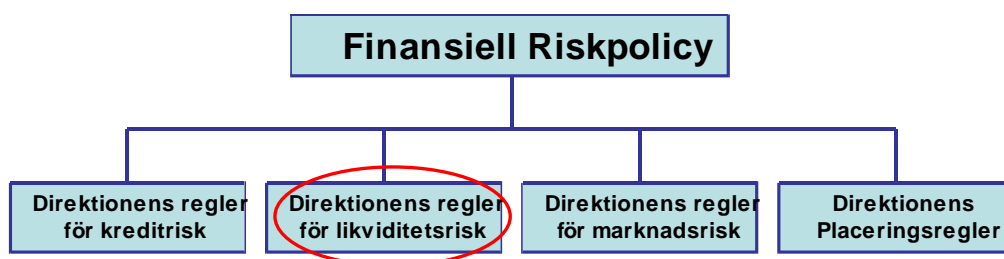 Finansiell Riskpolicy
Direktionens regler
för kreditrisk
Direktionens regler
för likviditetsrisk
Direktionens regler
för marknadsrisk
Direktionens
Placeringsregler